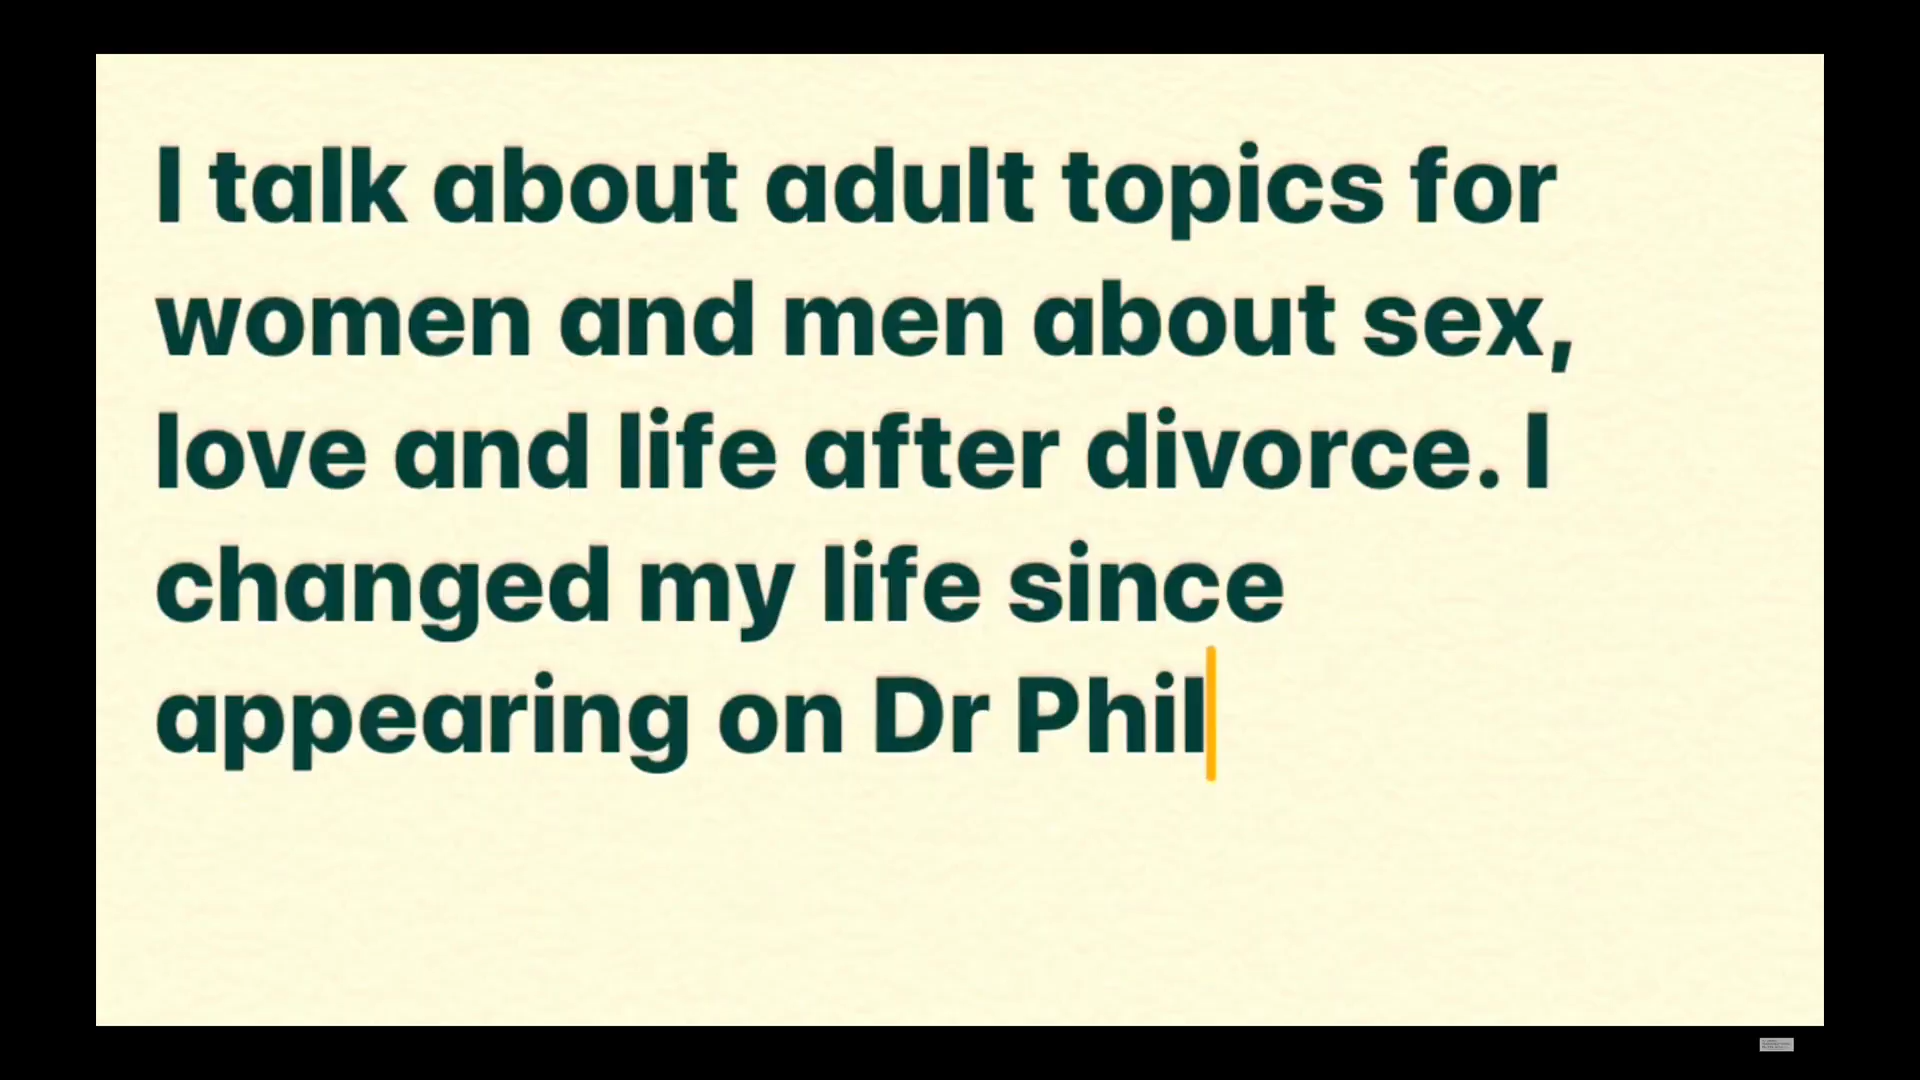 I talk about adult topics for
women and men about sex,
love and life after divorce. I
changed my life since
appearing on Dr Phil